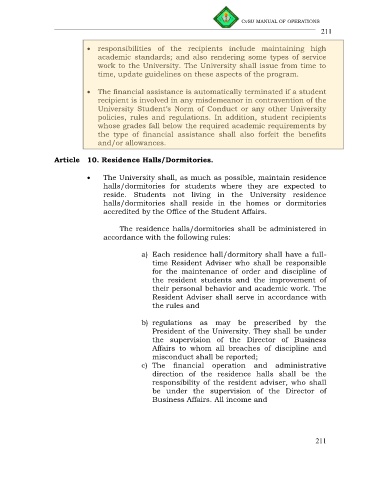 CvSU MANUAL OF OPERATIONS
211
• responsibilities of the recipients include maintaining high
academic standards; and also rendering some types of service
work to the University. The University shall issue from time to
time, update guidelines on these aspects of the program.
• The financial assistance is automatically terminated if a student
recipient is involved in any misdemeanor in contravention of the
University Student's Norm of Conduct or any other University
policies, rules and regulations. In addition, student recipients
whose grades fall below the required academic requirements by
the type of financial assistance shall also forfeit the benefits
and/or allowances.
Article 10. Residence Halls/Dormitories.
• The University shall, as much as possible, maintain residence
halls/dormitories for students where they are expected to
reside. Students not living in the University residence
halls/dormitories shall reside in the homes or dormitories
accredited by the Office of the Student Affairs.
The residence halls/dormitories shall be administered in
accordance with the following rules:
a) Each residence hall/dormitory shall have a full-
time Resident Adviser who shall be responsible
for the maintenance of order and discipline of
the resident students and the improvement of
their personal behavior and academic work. The
Resident Adviser shall serve in accordance with
the rules and
b) regulations as may be prescribed by the
President of the University. They shall be under
the supervision of the Director of Business
Affairs to whom all breaches of discipline and
misconduct shall be reported;
c) The financial operation and administrative
direction of the residence halls shall be the
responsibility of the resident adviser, who shall
be under the supervision of the Director of
Business Affairs. All income and
211